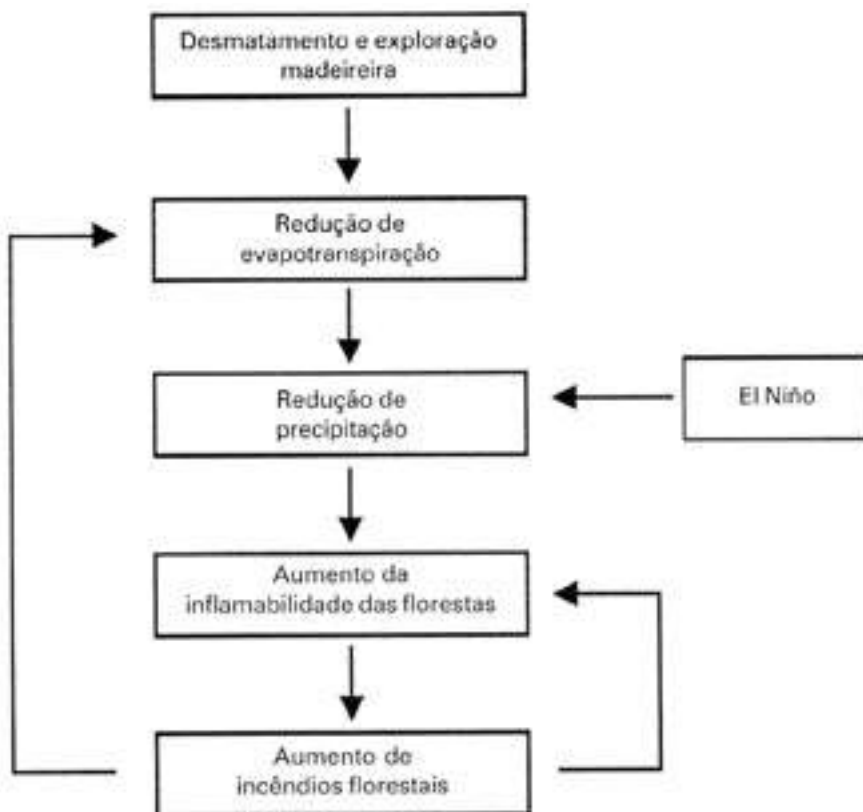 Desmatamento e exploração
madeireira
Redução de
evapotranspiração
Redução de
precipitação
El Niño
Aumento da
inflamabilidade das florestas
Aumento de
incêndios florestais